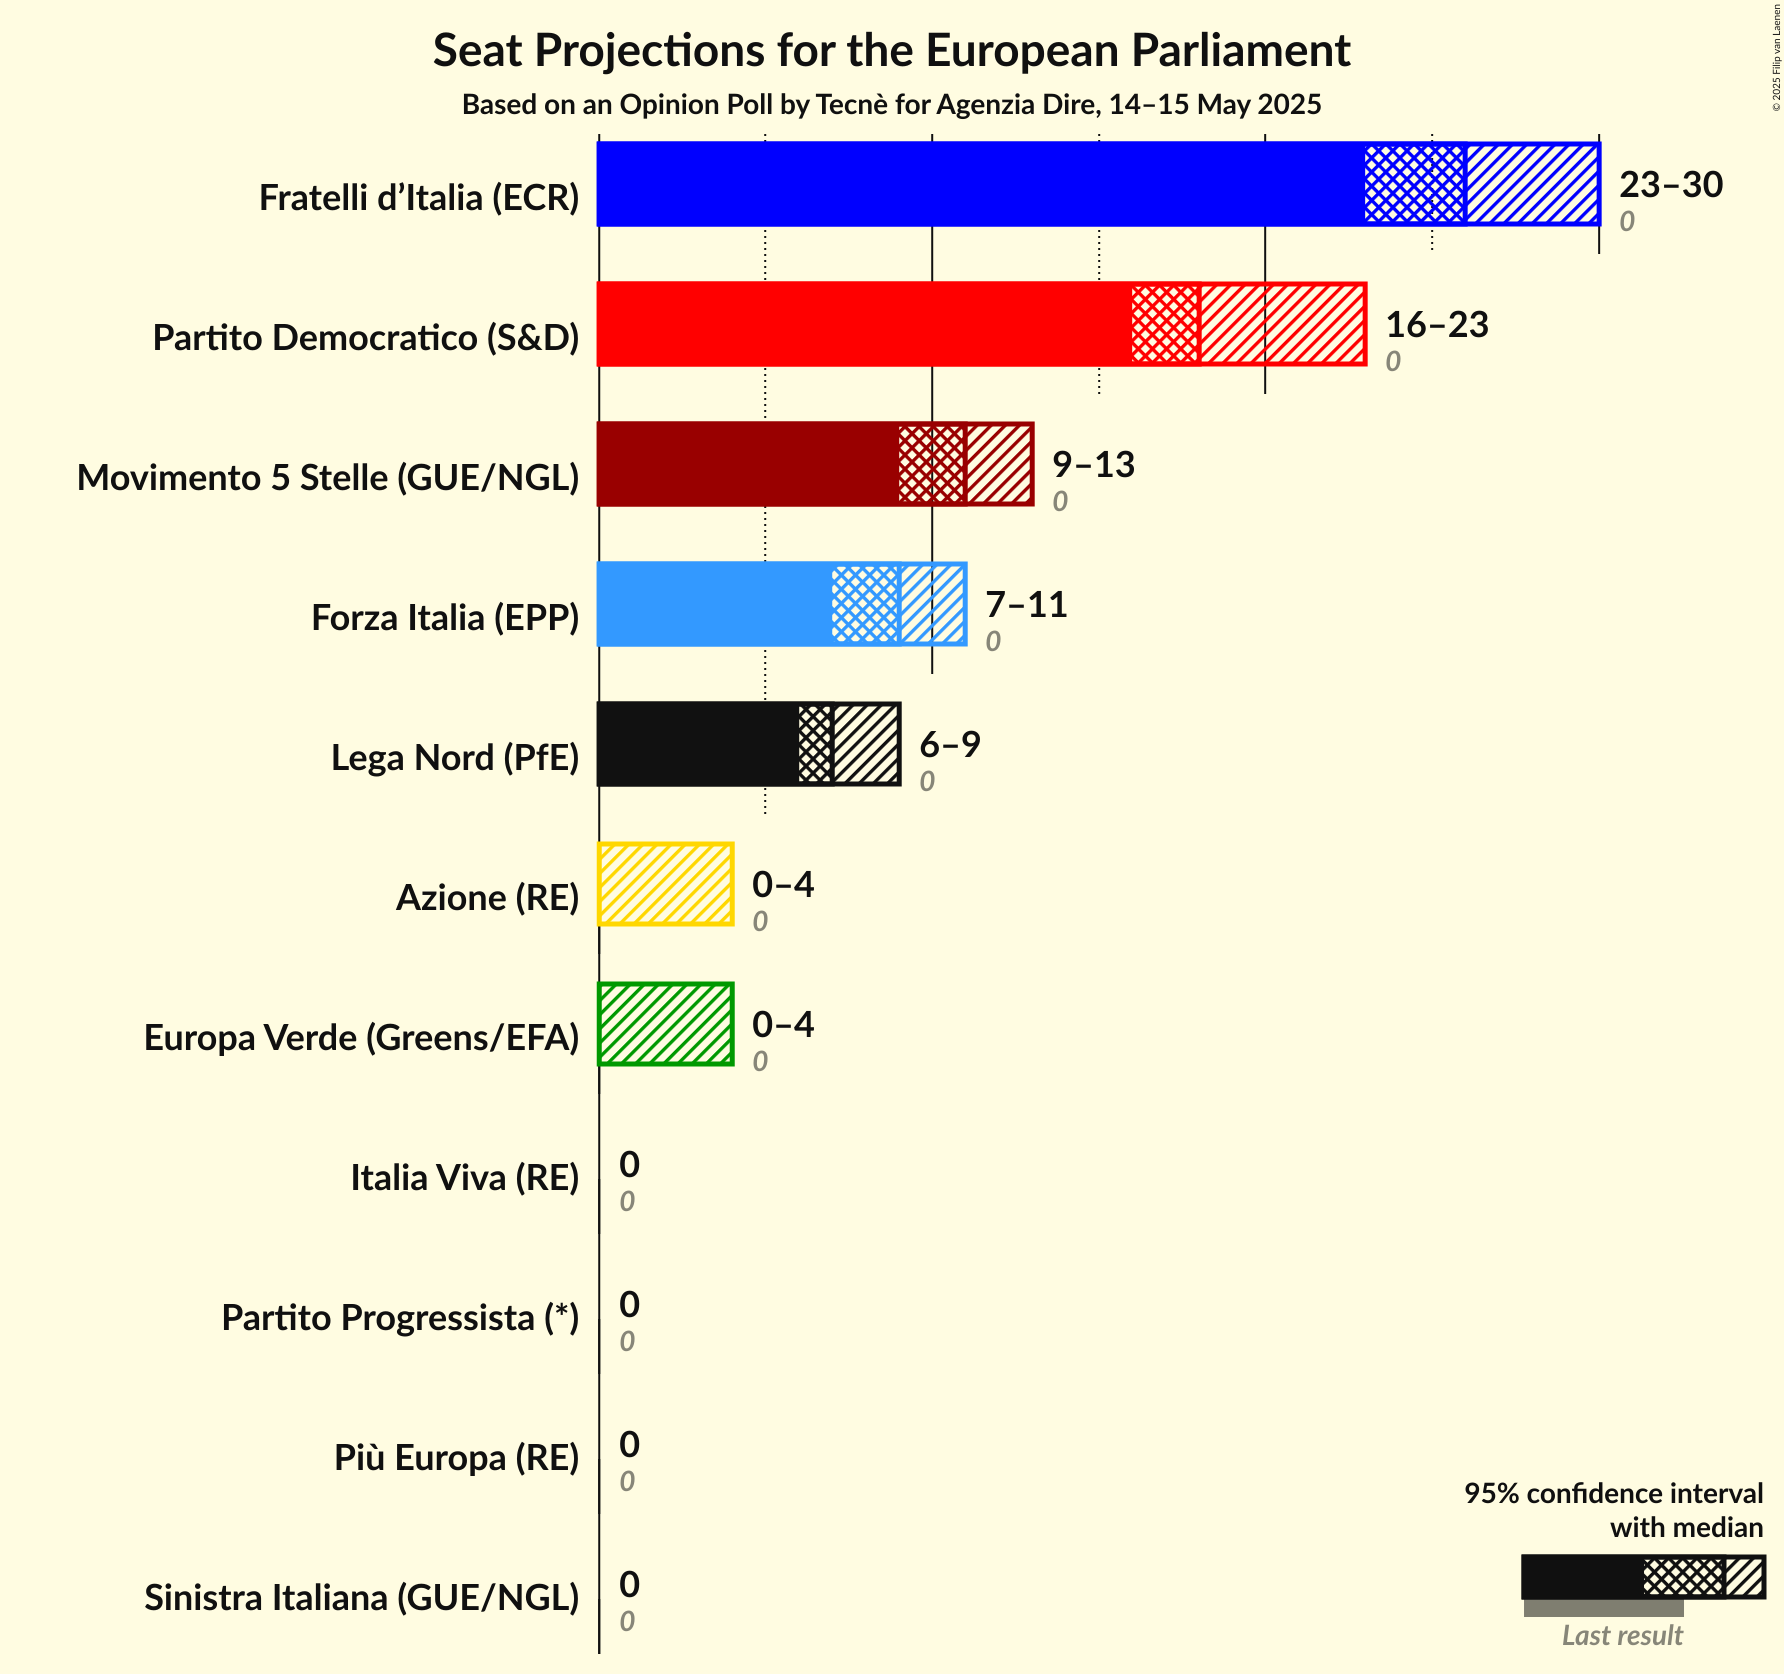 Seat Projections for the European Parliament
Based on an Opinion Poll by Tecnè for Agenzia Dire, 14–15 May 2025
© 2025 Filip van Laenen
Fratelli d’Italia (ECR)
23–30
0
Partito Democratico (S&D)
16–23
0
Movimento 5 Stelle (GUE/NGL)
9–13
0
Forza Italia (EPP)
7–11
0
Lega Nord (PfE)
6–9
0
Azione (RE)
0–4
0
Europa Verde (Greens/EFA)
0–4
0
Italia Viva (RE)
0
0
Partito Progressista (*)
0
0
Più Europa (RE)
0
0
Sinistra Italiana (GUE/NGL)
0
0
95% confidence interval
with median
Last result